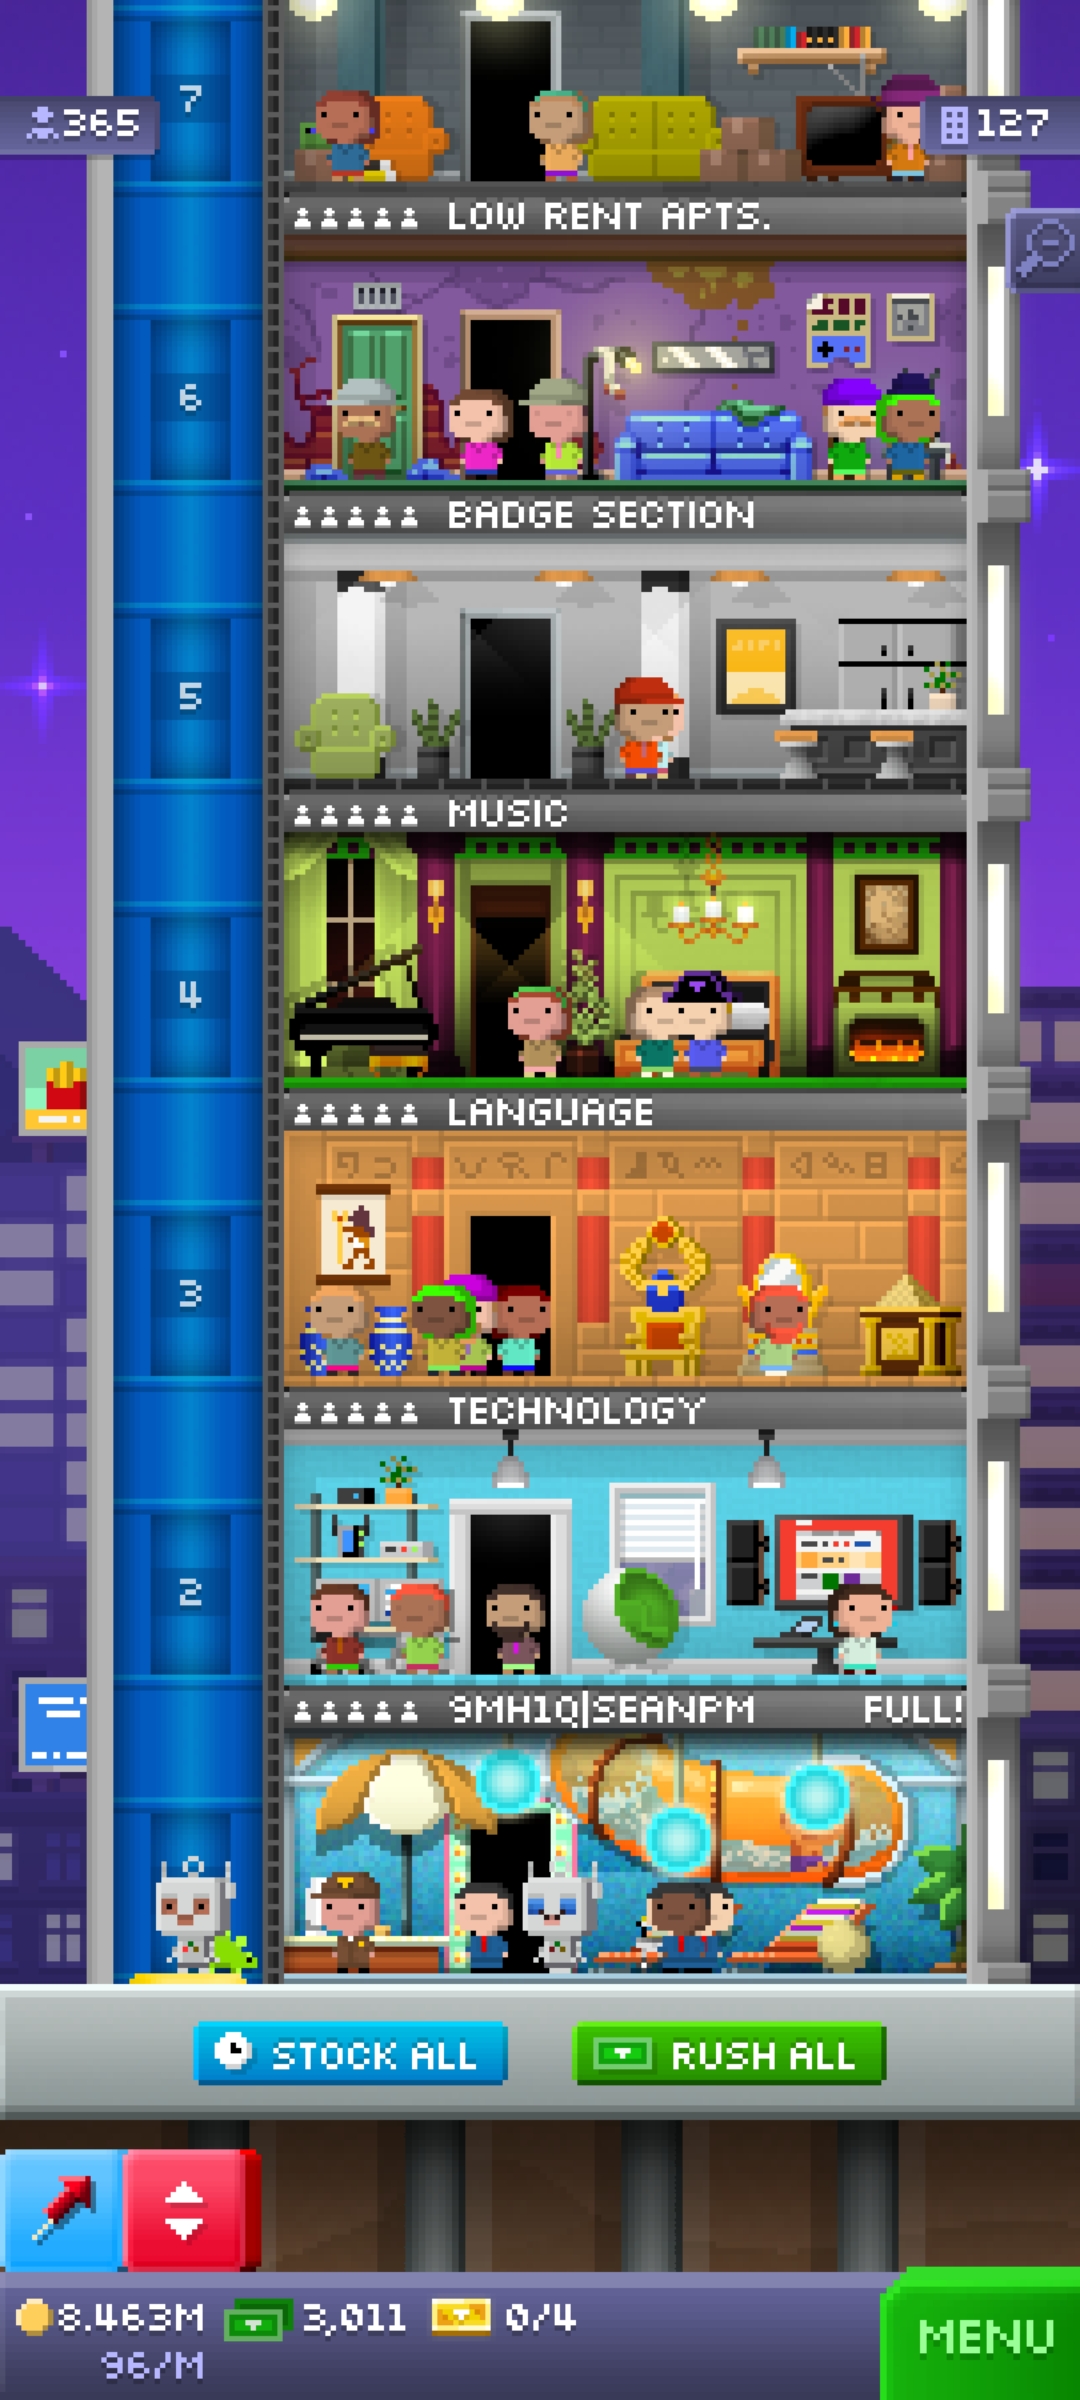 7
365
127
LOW RENT APTS.
6
BADGE SECTION
5
MUSIC
4
LANGUAGE
3
TECHNOLOGY
2
9MH1Q|SEANPM FULL!
STOCK ALL
RUSH ALL
8.463M
3,011
0/4
96/M
MENU